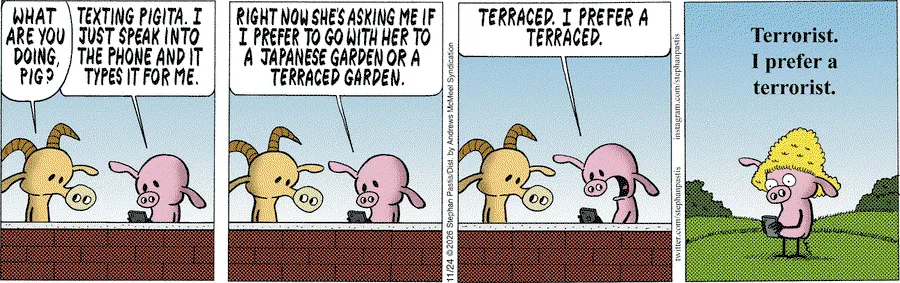 WHAT
ARE YOU
DOING,
PIG?
TEXTING PIGITA. I
JUST SPEAK INTO
THE PHONE AND IT
TYPES IT FOR ME.
RIGHT NOW SHE'S ASKING ME IF
I PREFER TO GO WITH HER TO
A JAPANESE GARDEN OR A
TERRACED GARDEN.
11/24 ©2026 Stephan Pastis/Dist. by Andrews McMeel Syndication
TERRACED. I PREFER A
TERRACED.
twitter.com/stephanpastis
instagram.com/stephanpastis
Terrorist.
I prefer a
terrorist.